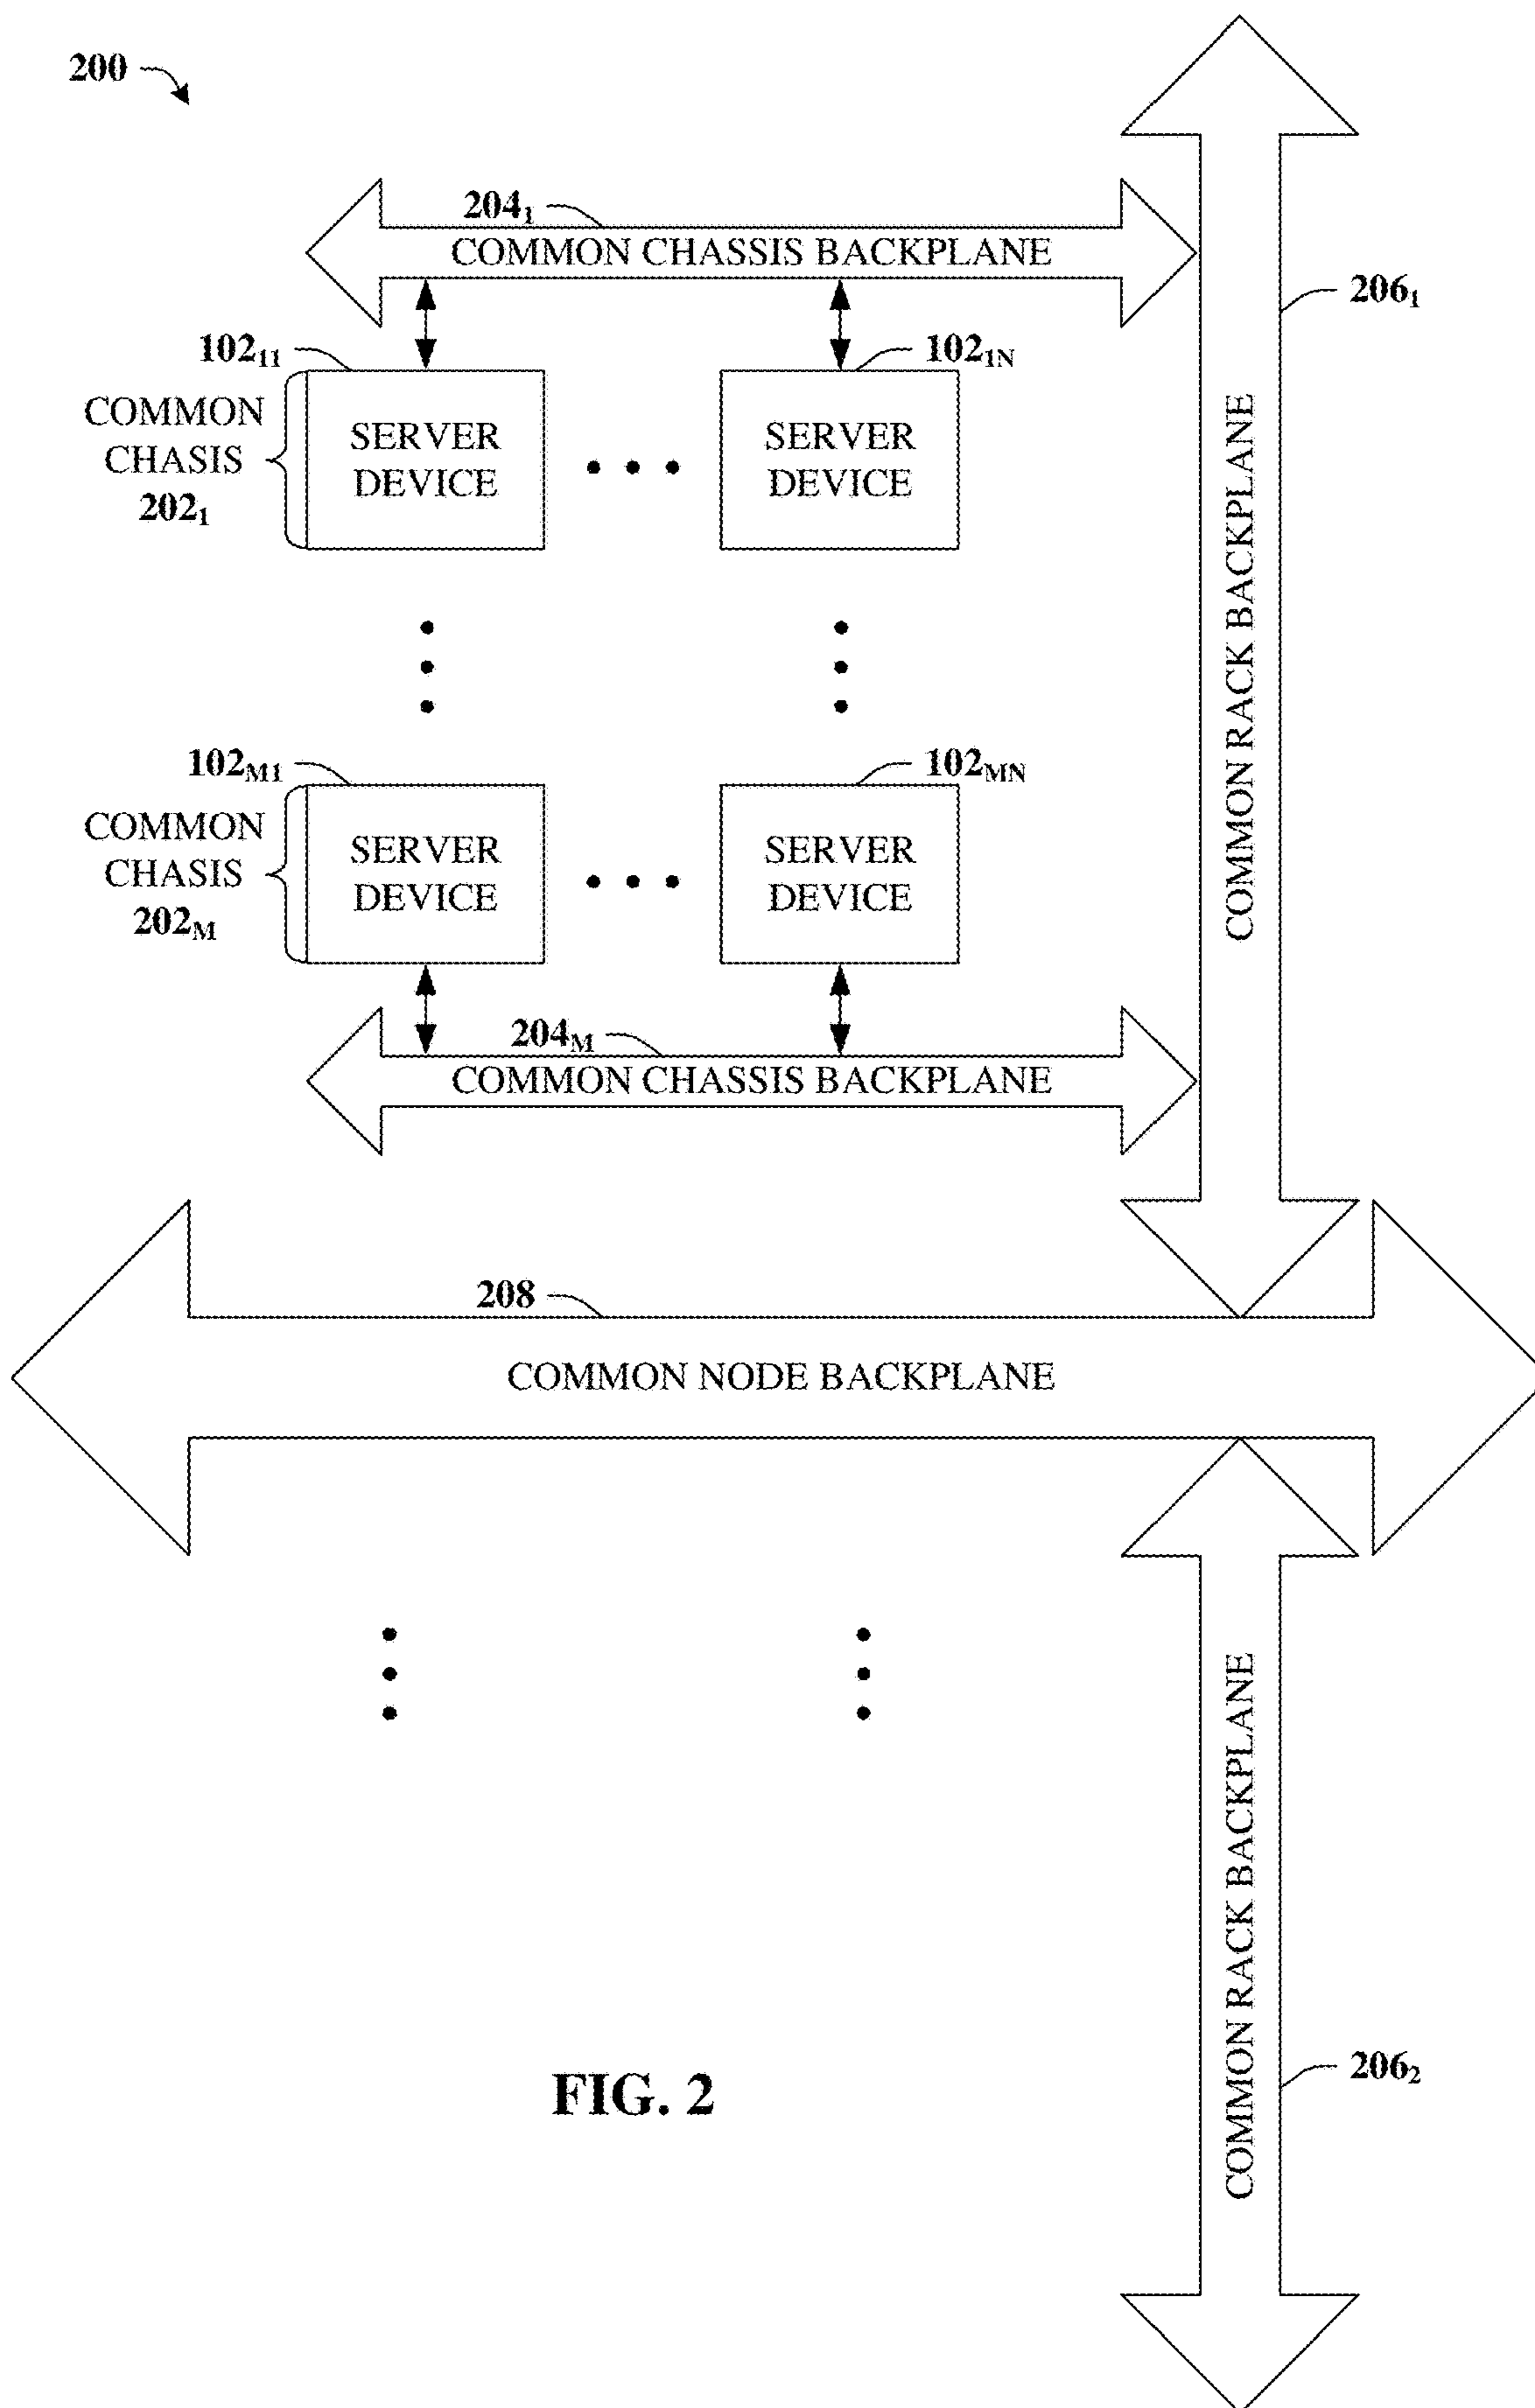 200
204₁
COMMON CHASSIS BACKPLANE
206₁
102₁₁
102₁N
COMMON
CHASIS
202₁
SERVER
DEVICE
SERVER
DEVICE
COMMON RACK BACKPLANE
102M1
102MN
COMMON
CHASIS
202M
SERVER
DEVICE
SERVER
DEVICE
204M
COMMON CHASSIS BACKPLANE
208
COMMON NODE BACKPLANE
COMMON RACK BACKPLANE
206₂
FIG. 2